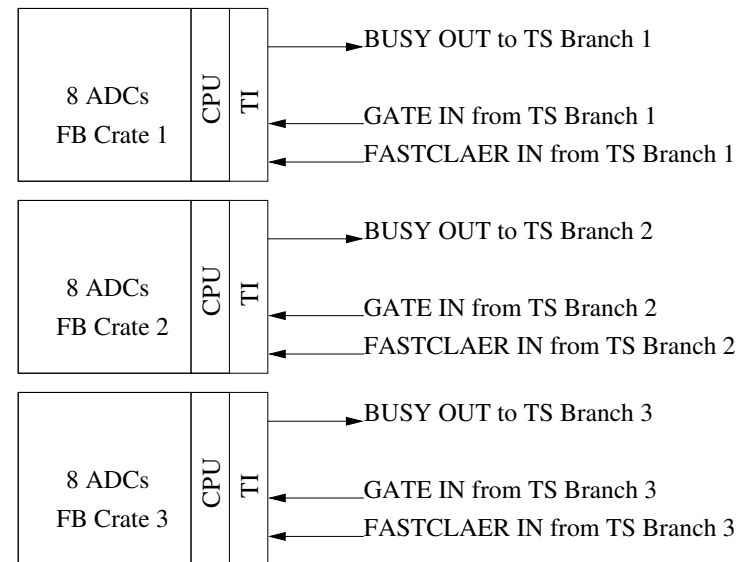 BUSY OUT to TS Branch 1
8 ADCs
FB Crate 1
CPU
TI
GATE IN from TS Branch 1
FASTCLAER IN from TS Branch 1
BUSY OUT to TS Branch 2
8 ADCs
FB Crate 2
CPU
TI
GATE IN from TS Branch 2
FASTCLAER IN from TS Branch 2
BUSY OUT to TS Branch 3
8 ADCs
FB Crate 3
CPU
TI
GATE IN from TS Branch 3
FASTCLAER IN from TS Branch 3